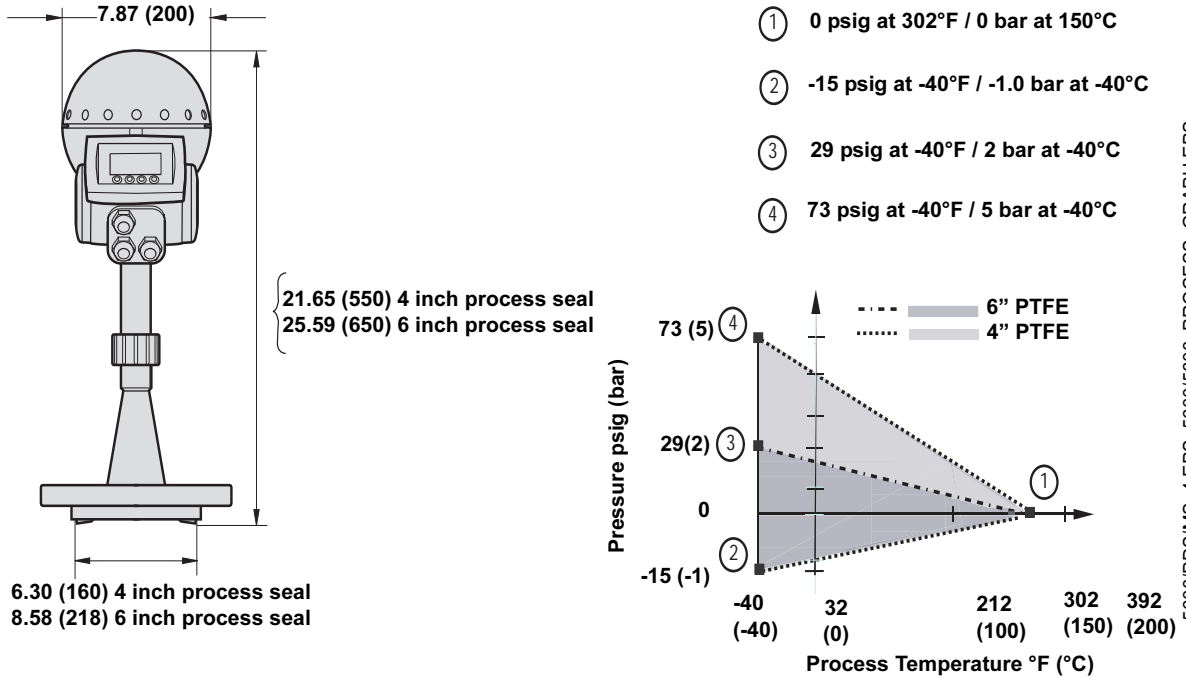 7.87 (200)
21.65 (550) 4 inch process seal
25.59 (650) 6 inch process seal
6.30 (160) 4 inch process seal
8.58 (218) 6 inch process seal
1 0 psig at 302°F / 0 bar at 150°C
2 -15 psig at -40°F / -1.0 bar at -40°C
3 29 psig at -40°F / 2 bar at -40°C
4 73 psig at -40°F / 5 bar at -40°C
6” PTFE
4” PTFE
Pressure psig (bar)
73 (5) 4
29(2) 3
0
1
2
-15 (-1)
-40 32 212 302 392
(-40) (0) (100) (150) (200)
Process Temperature °F (°C)